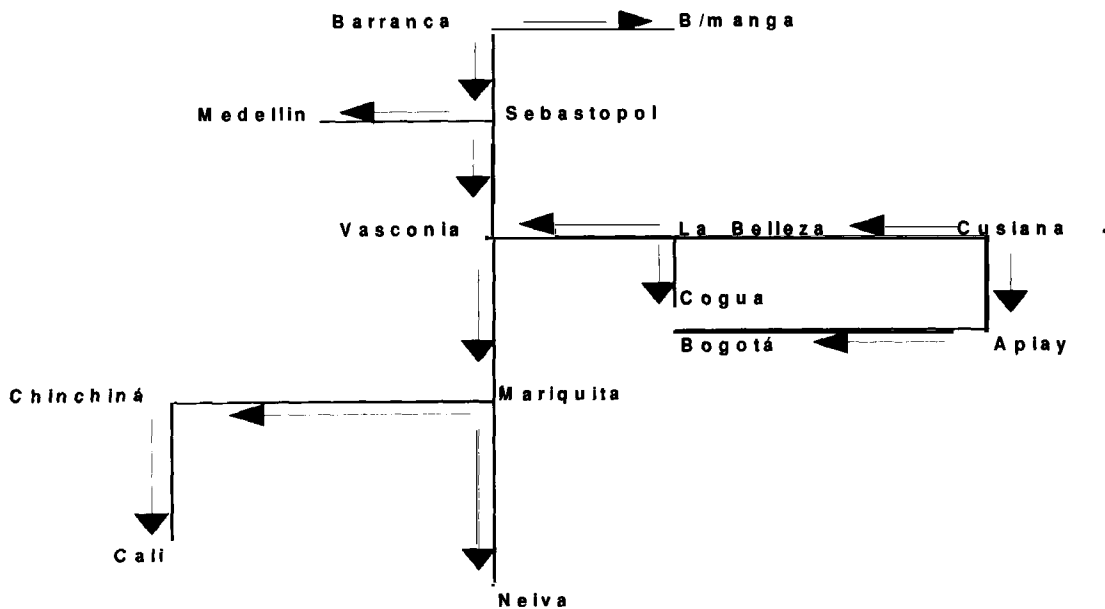 Barranca B/manga
Medellin Sebastopol
Vasconia La Belleza Cusiana
Cogua
Bogotá Apiay
Chinchiná Mariquita
Cali
Neiva